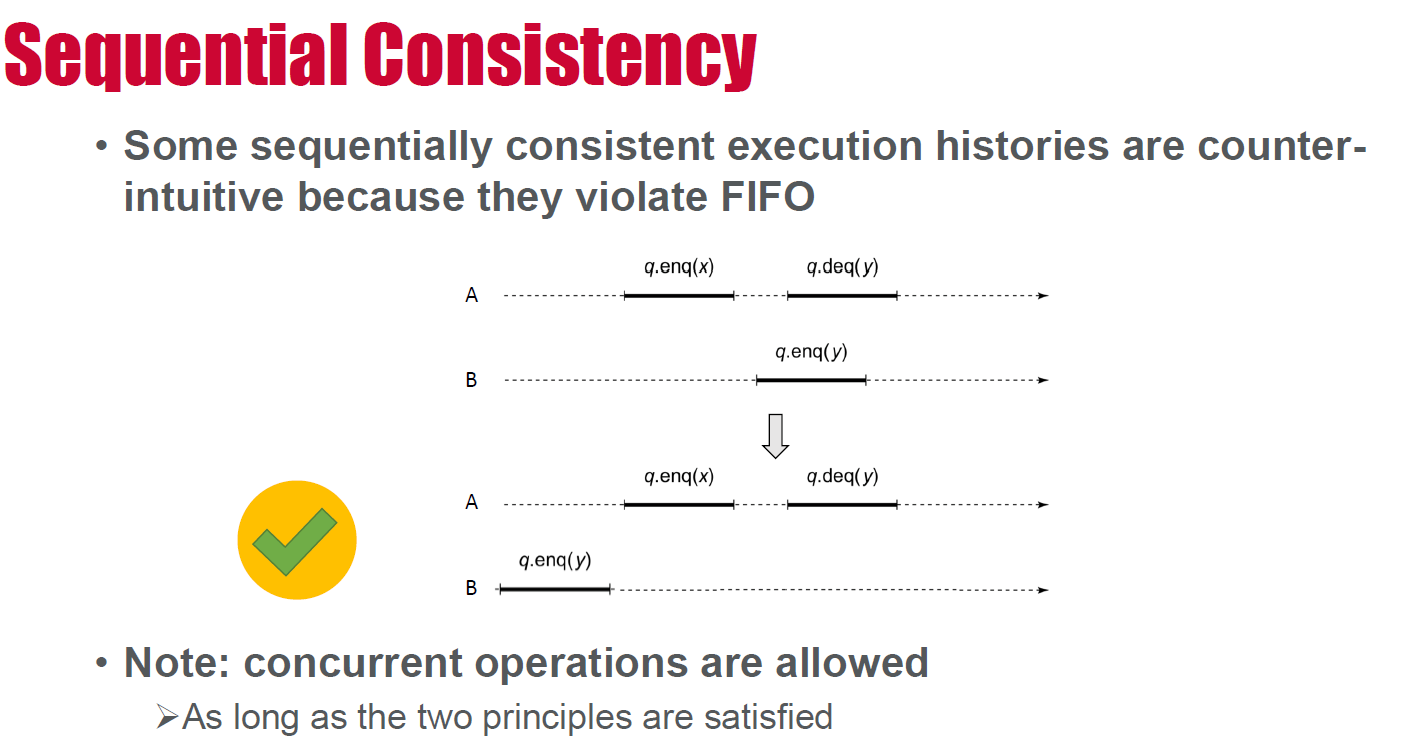 Sequential Consistency
• Some sequentially consistent execution histories are counter-
intuitive because they violate FIFO
q.enq(x) q.deq(y)
A
q.enq(y)
B
q.enq(x) q.deq(y)
A
q.enq(y)
B
• Note: concurrent operations are allowed
➢As long as the two principles are satisfied